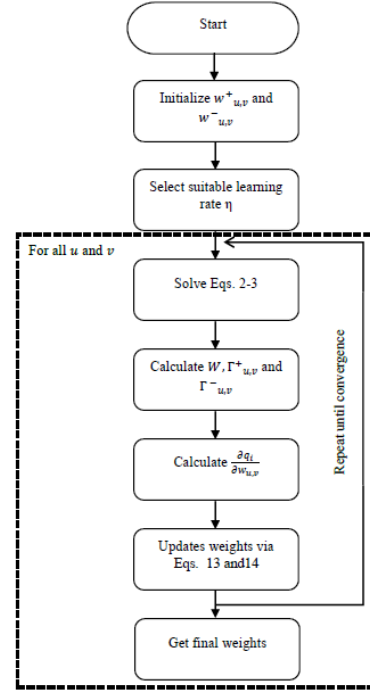 Start
Initialize w⁺u,v and
w⁻u,v
Select suitable learning
rate η
For all u and v
Solve Eqs. 2-3
Calculate W, Γ⁺u,v and
Γ⁻u,v
Calculate ∂qᵢ/∂wu,v
Updates weights via
Eqs. 13 and14
Get final weights
Repeat until convergence